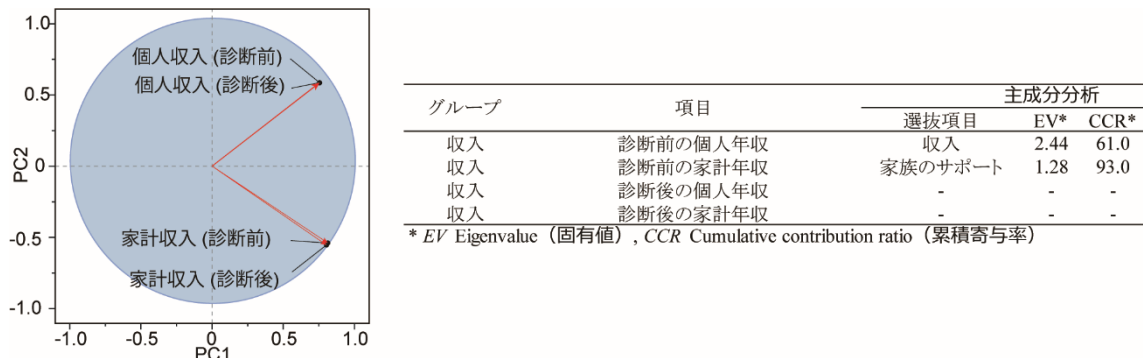 1.0
0.5
0
-0.5
-1.0
PC2
個人収入 (診断前)
個人収入 (診断後)
家計収入 (診断前)
家計収入 (診断後)
-1.0 -0.5 0 0.5 1.0
PC1
主成分分析
グループ 項目 選抜項目 EV* CCR*
収入 診断前の個人年収 収入 2.44 61.0
収入 診断前の家計年収 家族のサポート 1.28 93.0
収入 診断後の個人年収 - - -
収入 診断後の家計年収 - - -
* EV Eigenvalue（固有値）, CCR Cumulative contribution ratio（累積寄与率）